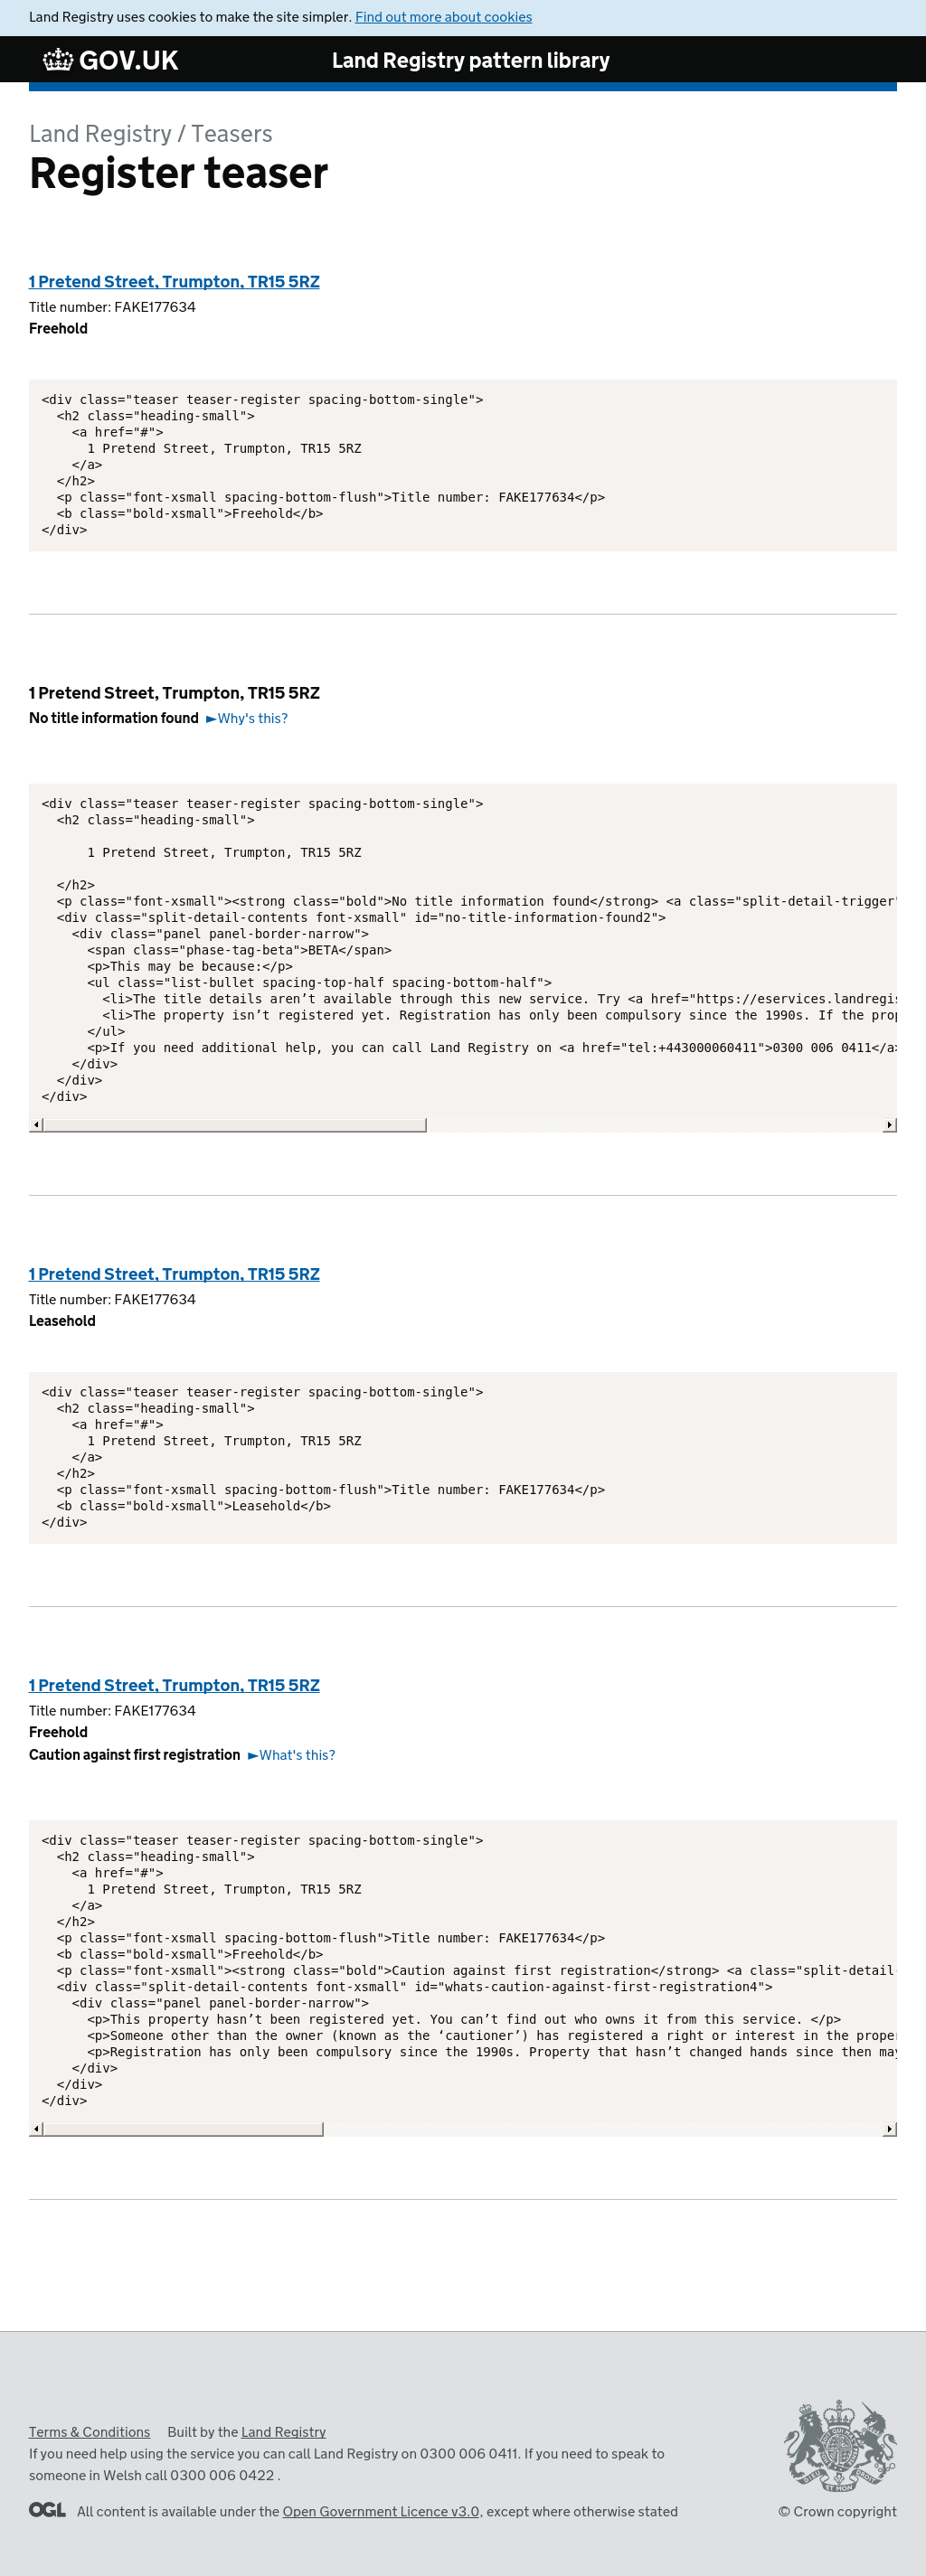 Land Registry uses cookies to make the site simpler. Find out more about cookies
GOV.UK
Land Registry pattern library
Land Registry / Teasers
Register teaser
1 Pretend Street, Trumpton, TR15 5RZ
Title number: FAKE177634
Freehold
<div class="teaser teaser-register spacing-bottom-single">
  <h2 class="heading-small">
    <a href="#">
      1 Pretend Street, Trumpton, TR15 5RZ
    </a>
  </h2>
  <p class="font-xsmall spacing-bottom-flush">Title number: FAKE177634</p>
  <b class="bold-xsmall">Freehold</b>
</div>
1 Pretend Street, Trumpton, TR15 5RZ
No title information found ►Why's this?
<div class="teaser teaser-register spacing-bottom-single">
  <h2 class="heading-small">
      1 Pretend Street, Trumpton, TR15 5RZ
  </h2>
  <p class="font-xsmall"><strong class="bold">No title information found</strong> <a class="split-detail-trigger"
  <div class="split-detail-contents font-xsmall" id="no-title-information-found2">
    <div class="panel panel-border-narrow">
      <span class="phase-tag-beta">BETA</span>
      <p>This may be because:</p>
      <ul class="list-bullet spacing-top-half spacing-bottom-half">
        <li>The title details aren’t available through this new service. Try <a href="https://eservices.landregis
        <li>The property isn’t registered yet. Registration has only been compulsory since the 1990s. If the prop
      </ul>
      <p>If you need additional help, you can call Land Registry on <a href="tel:+443000060411">0300 006 0411</a>
    </div>
  </div>
</div>
1 Pretend Street, Trumpton, TR15 5RZ
Title number: FAKE177634
Leasehold
<div class="teaser teaser-register spacing-bottom-single">
  <h2 class="heading-small">
    <a href="#">
      1 Pretend Street, Trumpton, TR15 5RZ
    </a>
  </h2>
  <p class="font-xsmall spacing-bottom-flush">Title number: FAKE177634</p>
  <b class="bold-xsmall">Leasehold</b>
</div>
1 Pretend Street, Trumpton, TR15 5RZ
Title number: FAKE177634
Freehold
Caution against first registration ►What's this?
<div class="teaser teaser-register spacing-bottom-single">
  <h2 class="heading-small">
    <a href="#">
      1 Pretend Street, Trumpton, TR15 5RZ
    </a>
  </h2>
  <p class="font-xsmall spacing-bottom-flush">Title number: FAKE177634</p>
  <b class="bold-xsmall">Freehold</b>
  <p class="font-xsmall"><strong class="bold">Caution against first registration</strong> <a class="split-detail-
  <div class="split-detail-contents font-xsmall" id="whats-caution-against-first-registration4">
    <div class="panel panel-border-narrow">
      <p>This property hasn’t been registered yet. You can’t find out who owns it from this service. </p>
      <p>Someone other than the owner (known as the ‘cautioner’) has registered a right or interest in the proper
      <p>Registration has only been compulsory since the 1990s. Property that hasn’t changed hands since then may
    </div>
  </div>
</div>
Terms & Conditions Built by the Land Registry
If you need help using the service you can call Land Registry on 0300 006 0411. If you need to speak to
someone in Welsh call 0300 006 0422 .
OGL All content is available under the Open Government Licence v3.0, except where otherwise stated
© Crown copyright